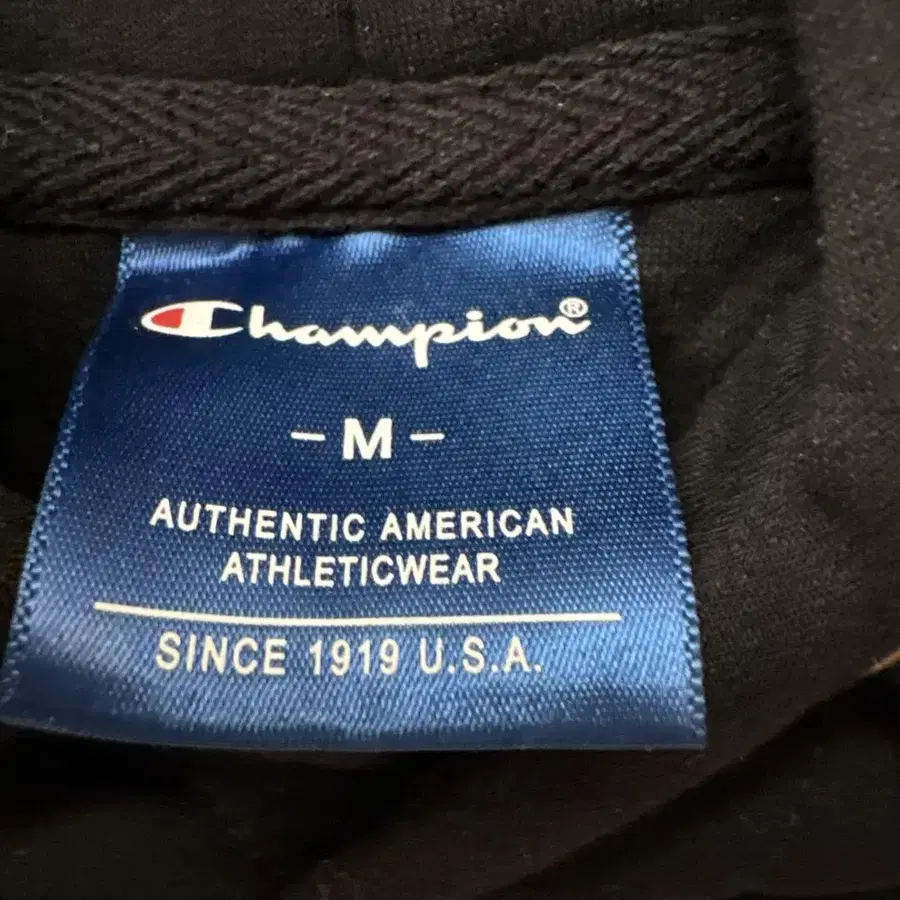 Champion®
- M -
AUTHENTIC AMERICAN
ATHLETICWEAR
SINCE 1919 U.S.A.